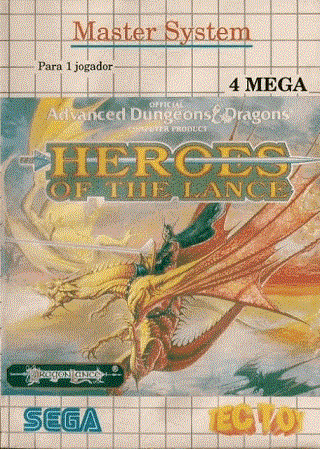 Master System
Para 1 jogador
4 MEGA
OFFICIAL
Advanced Dungeons & Dragons
COMPUTER PRODUCT
HEROES
OF THE LANCE
DragonLance
®
SEGA
TEC TOY